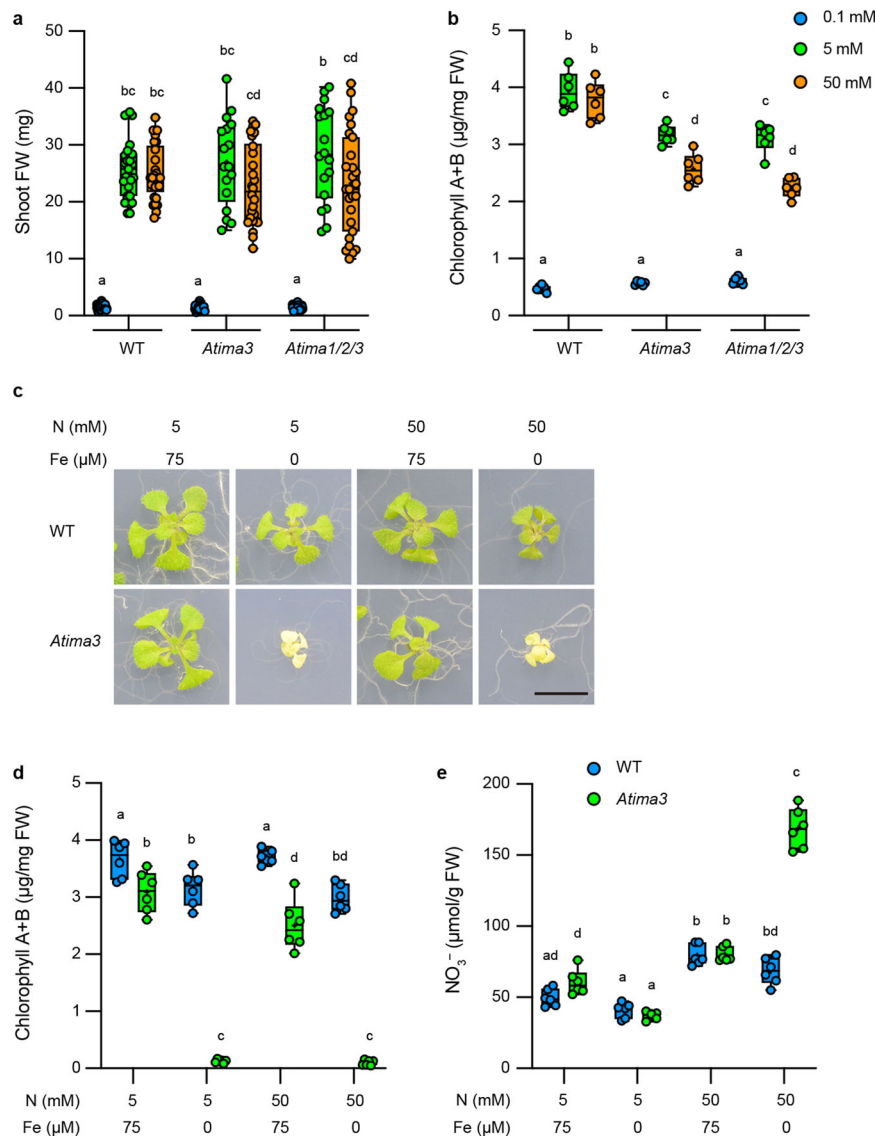 a
b
0.1 mM
5 mM
50 mM
Shoot FW (mg)
50
40
30
20
10
0
a
bc
bc
a
bc
cd
a
b
cd
WT
Atima3
Atima1/2/3
Chlorophyll A+B (µg/mg FW)
5
4
3
2
1
0
a
b
b
a
c
d
a
c
d
WT
Atima3
Atima1/2/3
c
N (mM) 5 5 50 50
Fe (µM) 75 0 75 0
WT
Atima3
d
Chlorophyll A+B (µg/mg FW)
5
4
3
2
1
0
a
b
b
c
a
d
bd
c
N (mM) 5 5 50 50
Fe (µM) 75 0 75 0
e
WT
Atima3
NO₃⁻ (µmol/g FW)
200
150
100
50
0
ad
d
a
a
b
b
bd
c
N (mM) 5 5 50 50
Fe (µM) 75 0 75 0